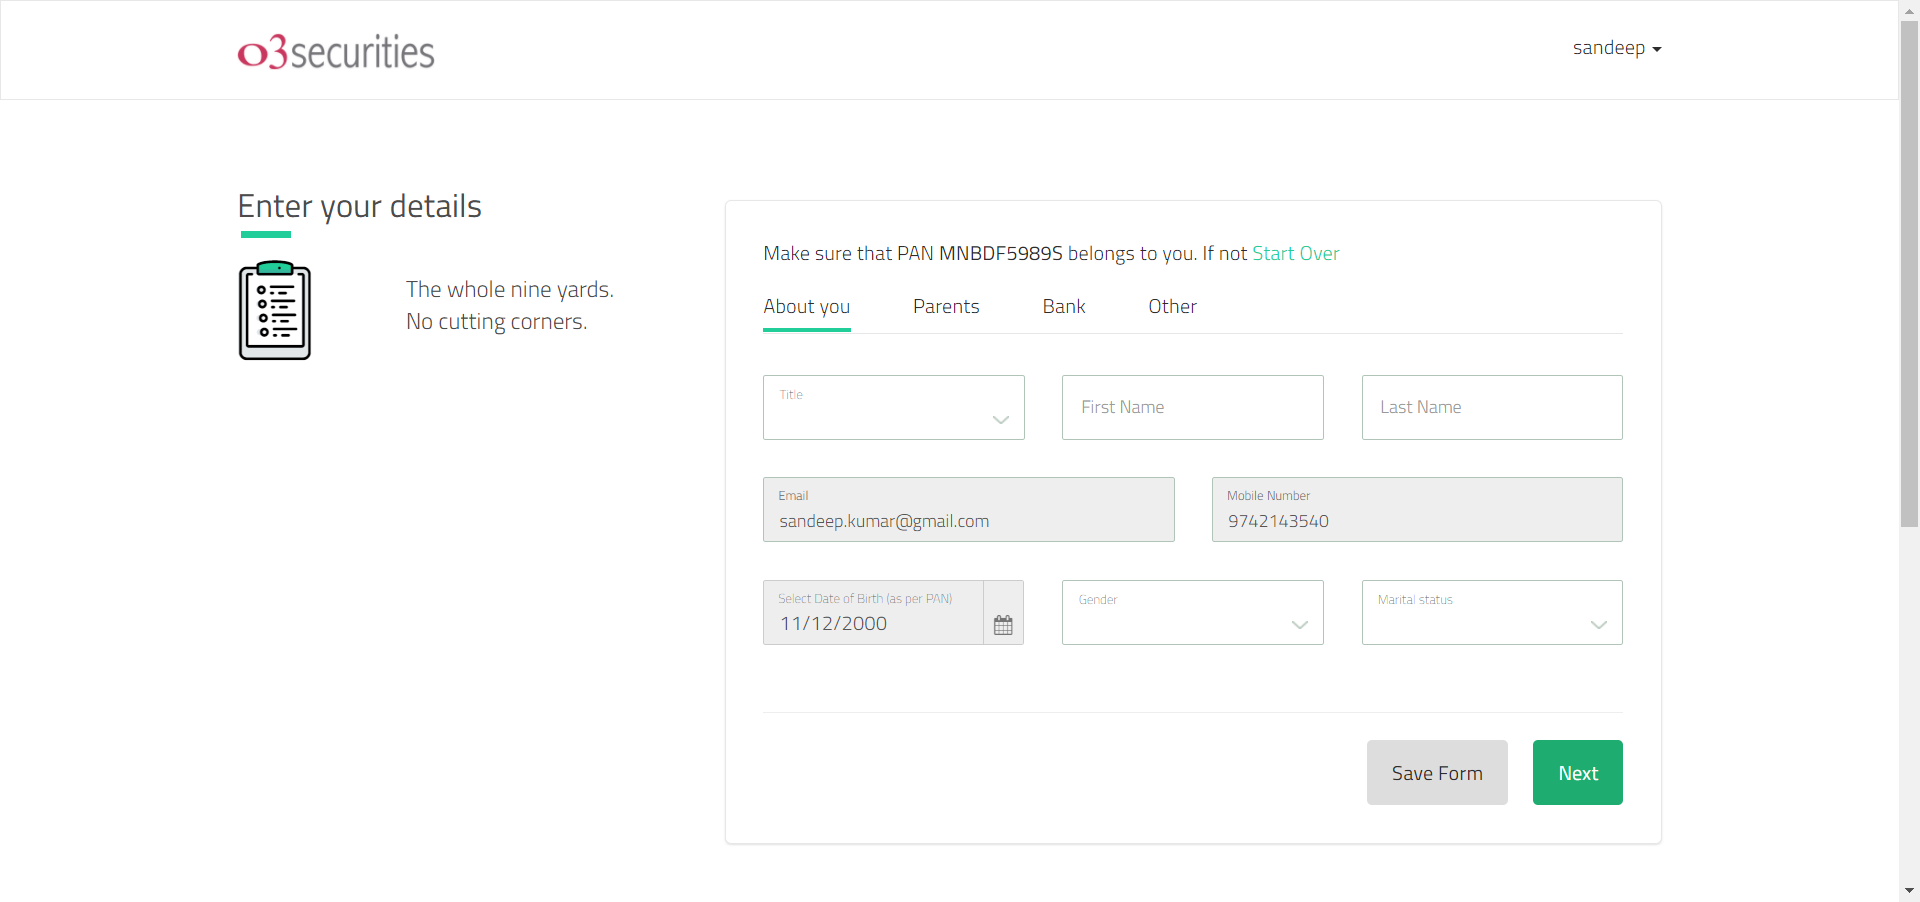 o3securities
sandeep
Enter your details
The whole nine yards.
No cutting corners.
Make sure that PAN MNBDF5989S belongs to you. If not Start Over
About you Parents Bank Other
Title
First Name
Last Name
Email
sandeep.kumar@gmail.com
Mobile Number
9742143540
Select Date of Birth (as per PAN)
11/12/2000
Gender
Marital status
Save Form
Next